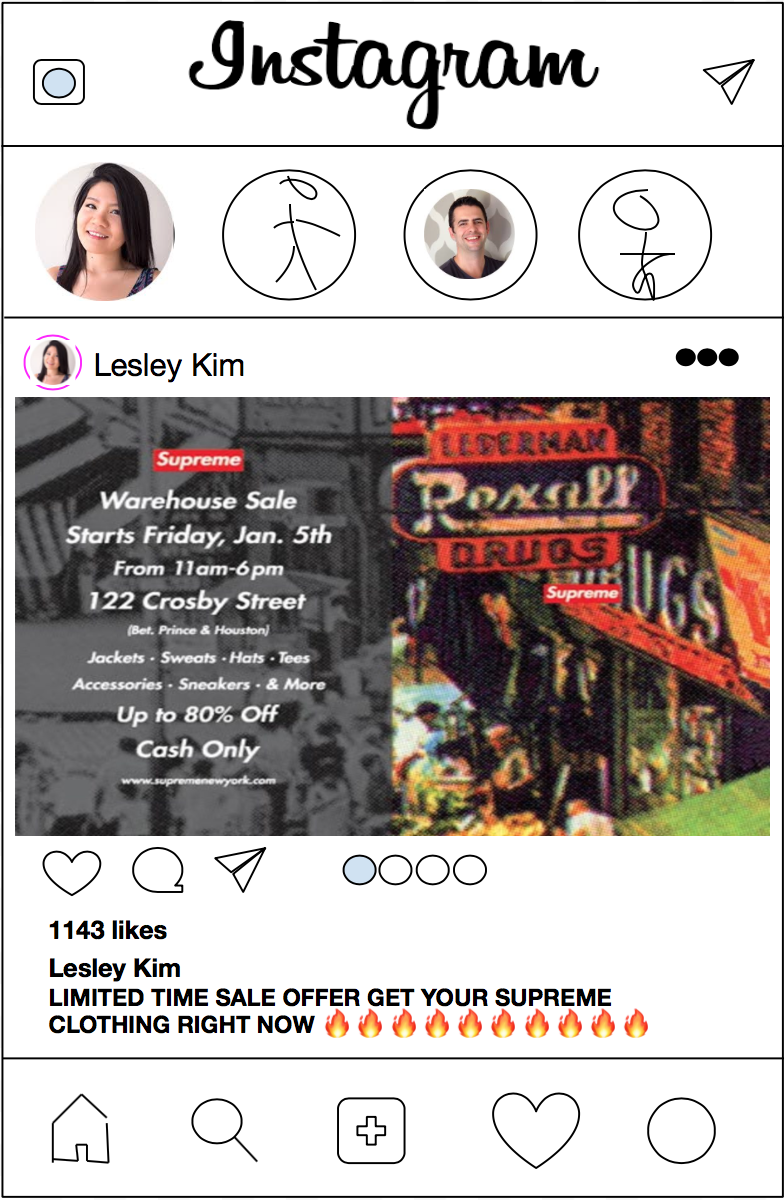 Instagram
Lesley Kim
Supreme
Warehouse Sale
Starts Friday, Jan. 5th
From 11am-6pm
122 Crosby Street
(Bet. Prince & Houston)
Jackets · Sweats · Hats · Tees
Accessories · Sneakers · & More
Up to 80% Off
Cash Only
www.supremenewyork.com
LEDERMAN
Rexall
DRUGS
DRUGS
Supreme
1143 likes
Lesley Kim
LIMITED TIME SALE OFFER GET YOUR SUPREME
CLOTHING RIGHT NOW 🔥🔥🔥🔥🔥🔥🔥🔥🔥🔥